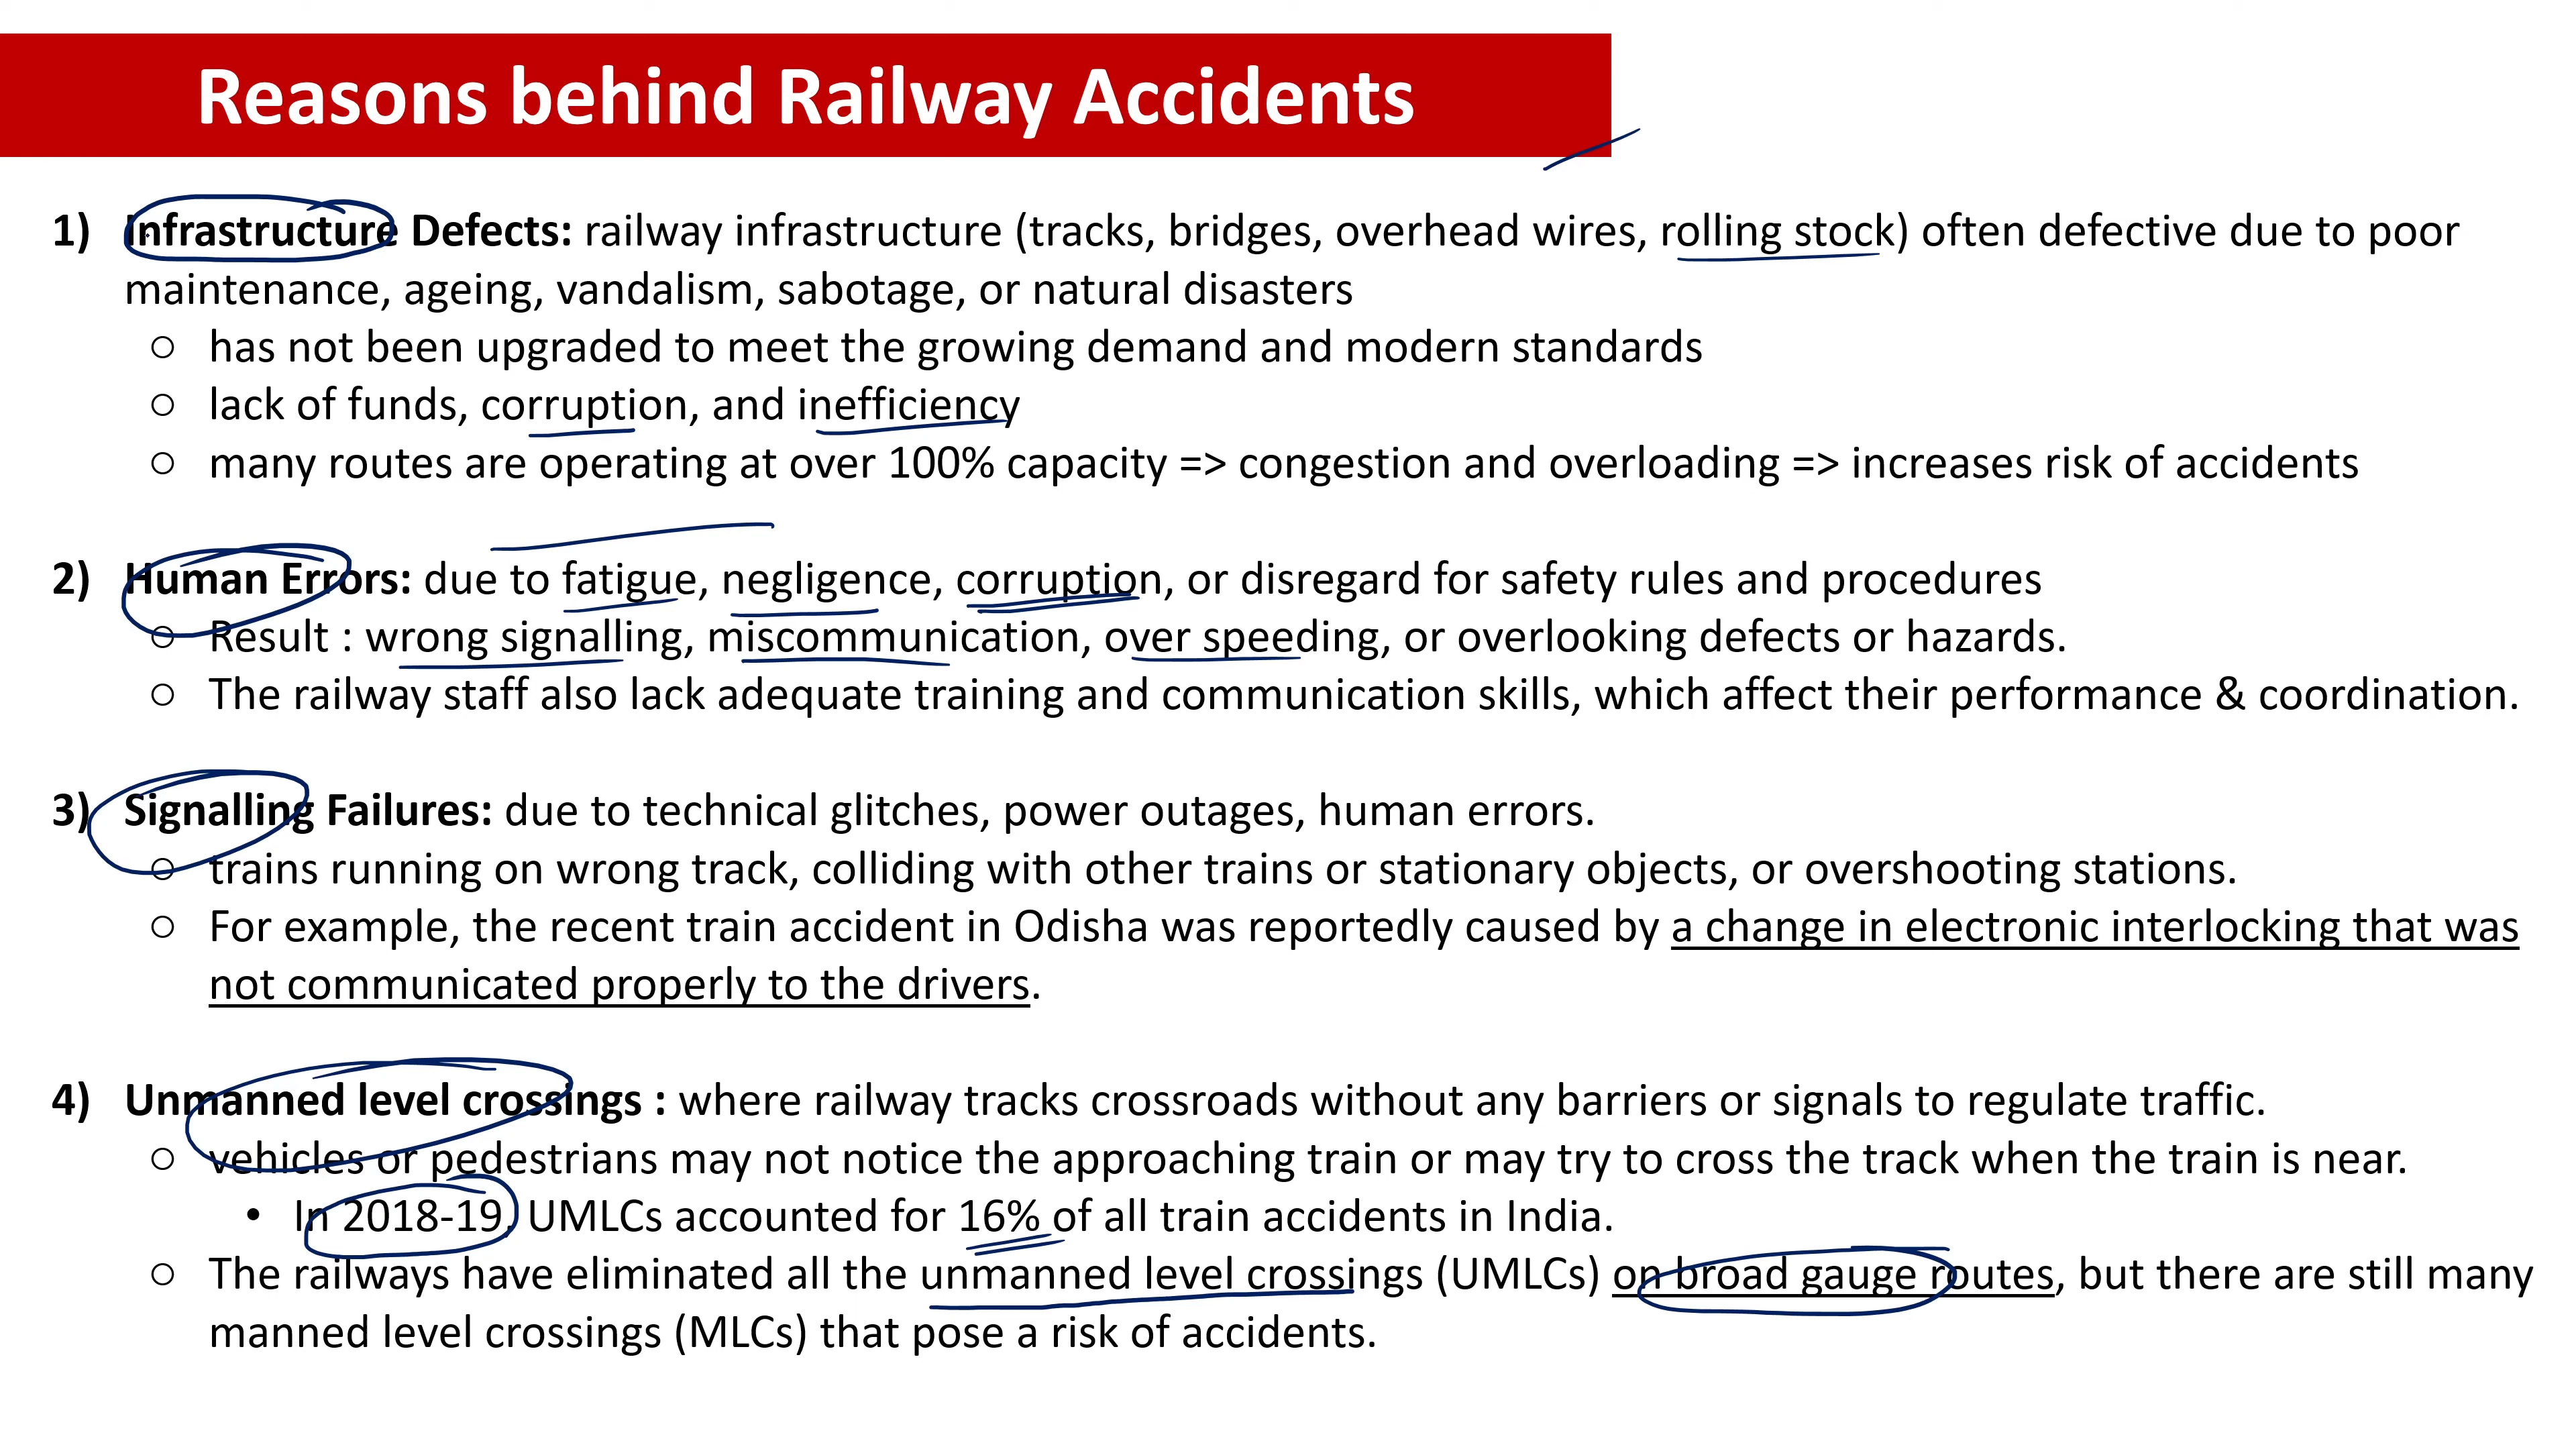 Reasons behind Railway Accidents
1) Infrastructure Defects: railway infrastructure (tracks, bridges, overhead wires, rolling stock) often defective due to poor
maintenance, ageing, vandalism, sabotage, or natural disasters
○ has not been upgraded to meet the growing demand and modern standards
○ lack of funds, corruption, and inefficiency
○ many routes are operating at over 100% capacity => congestion and overloading => increases risk of accidents
2) Human Errors: due to fatigue, negligence, corruption, or disregard for safety rules and procedures
○ Result : wrong signalling, miscommunication, over speeding, or overlooking defects or hazards.
○ The railway staff also lack adequate training and communication skills, which affect their performance & coordination.
3) Signalling Failures: due to technical glitches, power outages, human errors.
○ trains running on wrong track, colliding with other trains or stationary objects, or overshooting stations.
○ For example, the recent train accident in Odisha was reportedly caused by a change in electronic interlocking that was
not communicated properly to the drivers.
4) Unmanned level crossings : where railway tracks crossroads without any barriers or signals to regulate traffic.
○ vehicles or pedestrians may not notice the approaching train or may try to cross the track when the train is near.
• In 2018-19, UMLCs accounted for 16% of all train accidents in India.
○ The railways have eliminated all the unmanned level crossings (UMLCs) on broad gauge routes, but there are still many
manned level crossings (MLCs) that pose a risk of accidents.